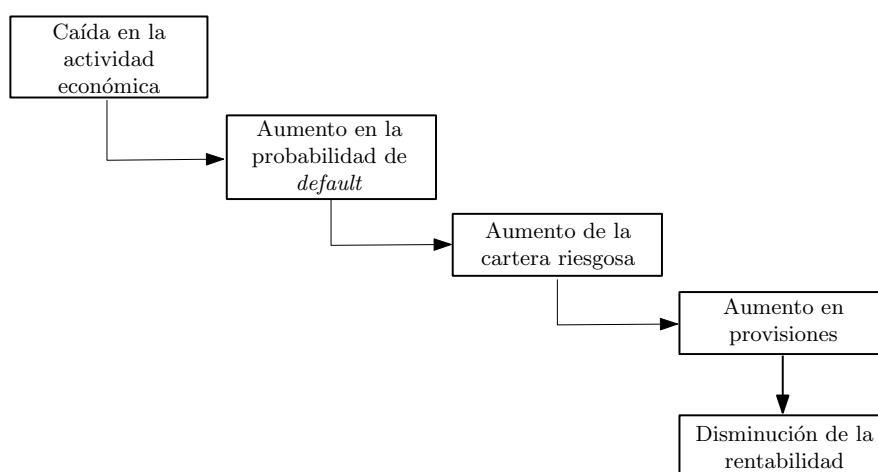 Caída en la
actividad
económica
Aumento en la
probabilidad de
default
Aumento de la
cartera riesgosa
Aumento en
provisiones
Disminución de la
rentabilidad